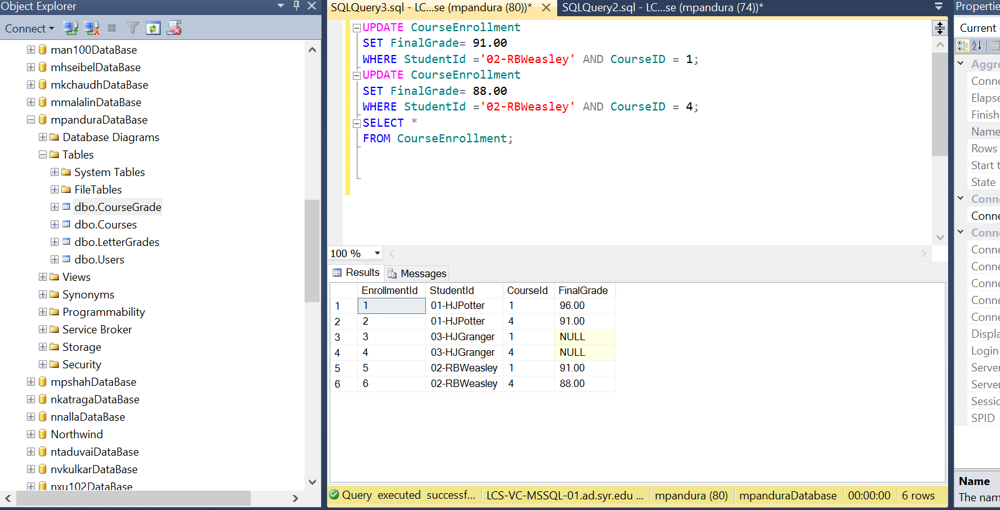 Object Explorer
Connect
man100DataBase
mhseibelDataBase
mkchaudhDataBase
mmalalinDataBase
mpanduraDataBase
Database Diagrams
Tables
System Tables
FileTables
dbo.CourseGrade
dbo.Courses
dbo.LetterGrades
dbo.Users
Views
Synonyms
Programmability
Service Broker
Storage
Security
mpshahDataBase
nkatragaDataBase
nnallaDataBase
Northwind
ntaduvaiDataBase
nvkulkarDataBase
nxu102DataBase
SQLQuery3.sql - LC...se (mpandura (80))*
SQLQuery2.sql - LC...se (mpandura (74))*
UPDATE CourseEnrollment
SET FinalGrade= 91.00
WHERE StudentId ='02-RBWeasley' AND CourseID = 1;
UPDATE CourseEnrollment
SET FinalGrade= 88.00
WHERE StudentId ='02-RBWeasley' AND CourseID = 4;
SELECT *
FROM CourseEnrollment;
100 %
Results Messages
EnrollmentId StudentId CourseId FinalGrade
1 1 01-HJPotter 1 96.00
2 2 01-HJPotter 4 91.00
3 3 03-HJGranger 1 NULL
4 4 03-HJGranger 4 NULL
5 5 02-RBWeasley 1 91.00
6 6 02-RBWeasley 4 88.00
Query executed successf... LCS-VC-MSSQL-01.ad.syr.edu ... mpandura (80) mpanduraDatabase 00:00:00 6 rows
Propertie
Current
Aggre
Conne
Elapse
Finish
Name
Rows
Start t
State
Conn
Conne
Conn
Conne
Conne
Conne
Conne
Conne
Displa
Login
Server
Server
Sessio
SPID
Name
The nam